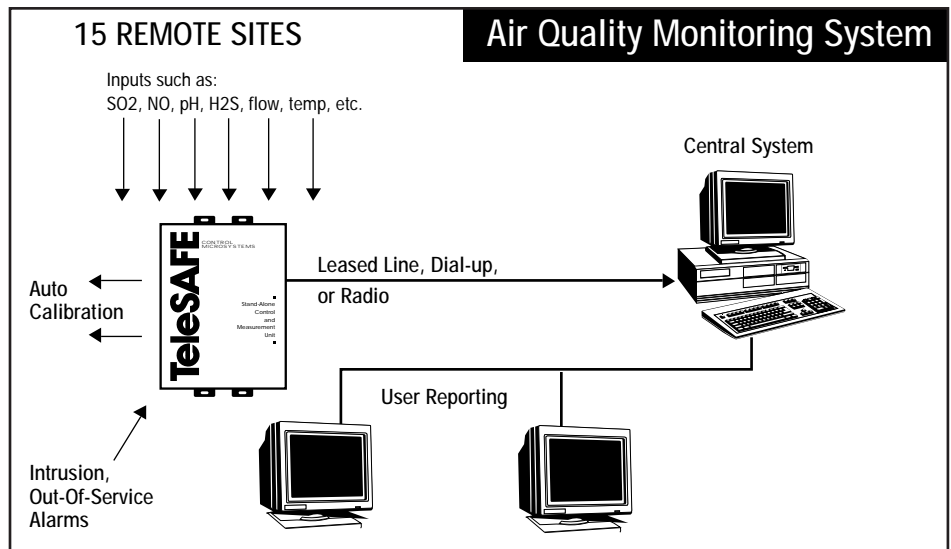 15 REMOTE SITES
Air Quality Monitoring System
Inputs such as:
SO2, NO, pH, H2S, flow, temp, etc.
Central System
TeleSAFE
CONTROL
MICROSYSTEMS
Stand-Alone
Control
and
Measurement
Unit
Leased Line, Dial-up,
or Radio
Auto
Calibration
User Reporting
Intrusion,
Out-Of-Service
Alarms